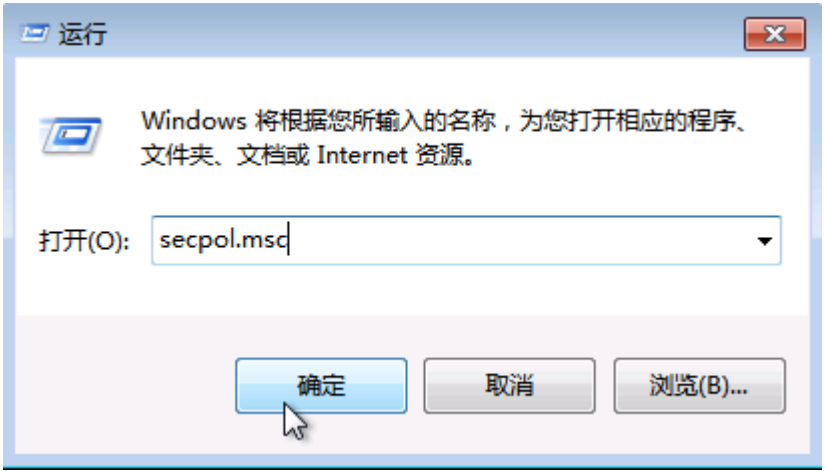 运行
Windows 将根据您所输入的名称，为您打开相应的程序、
文件夹、文档或 Internet 资源。
打开(O): secpol.msc
确定 取消 浏览(B)...